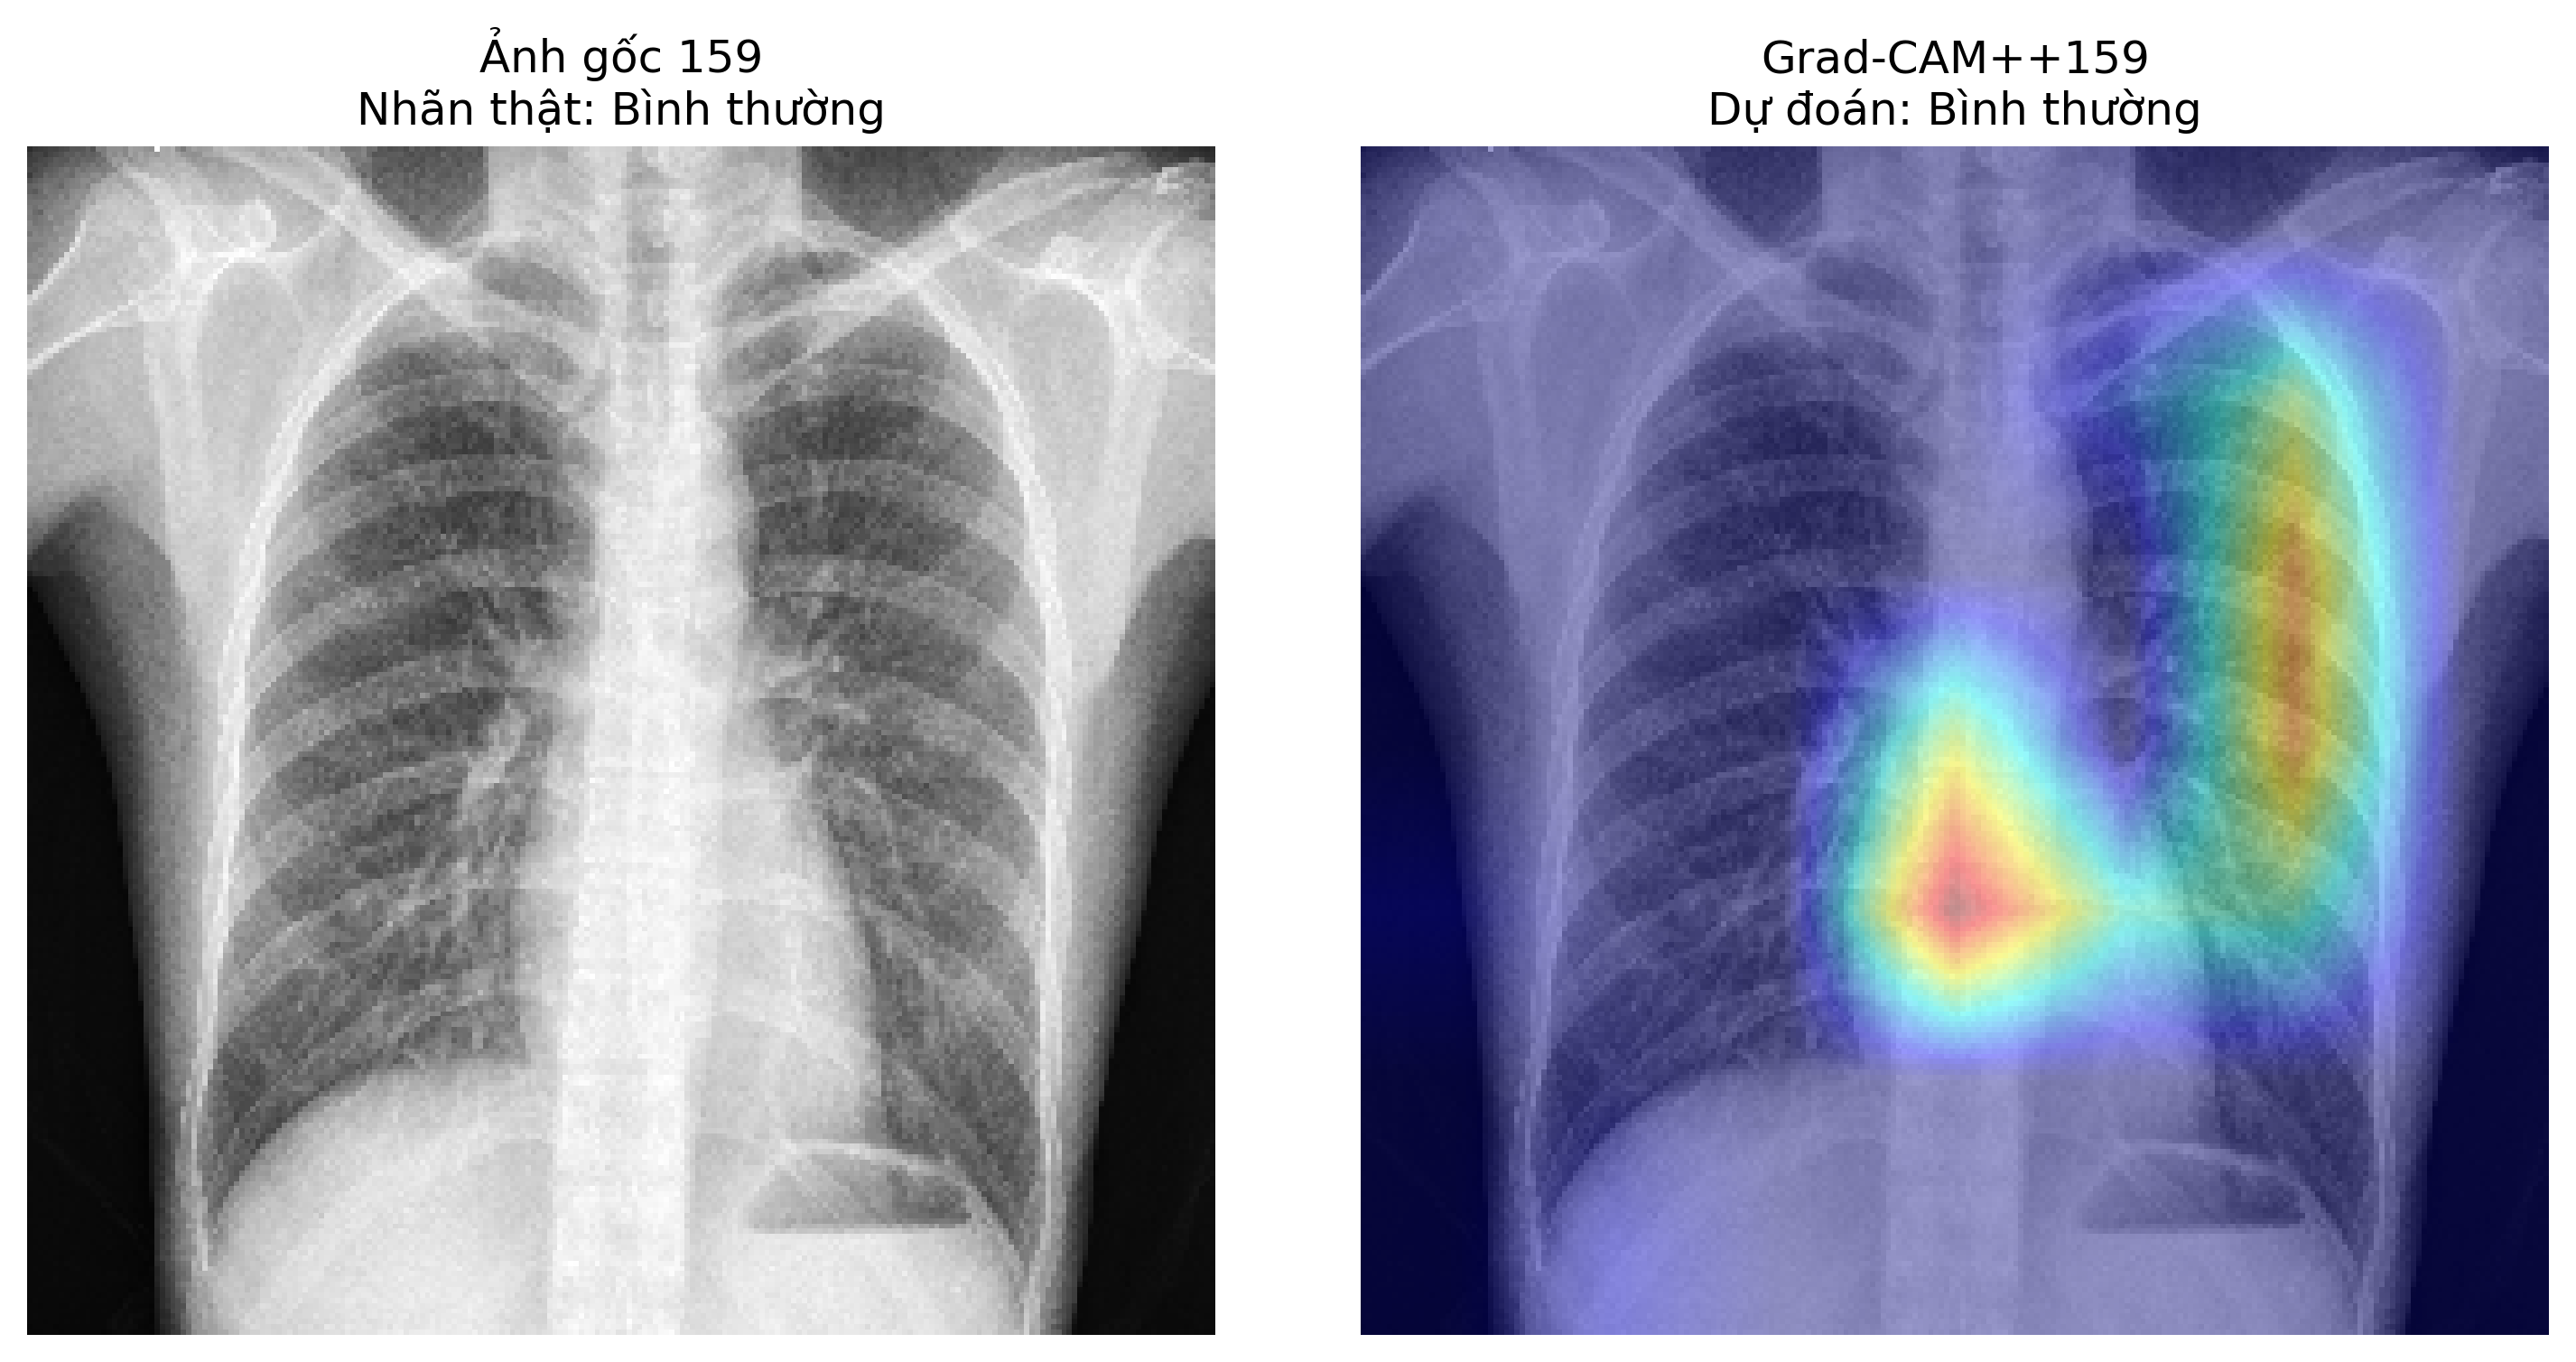 Ảnh gốc 159
Nhãn thật: Bình thường
Grad-CAM++159
Dự đoán: Bình thường